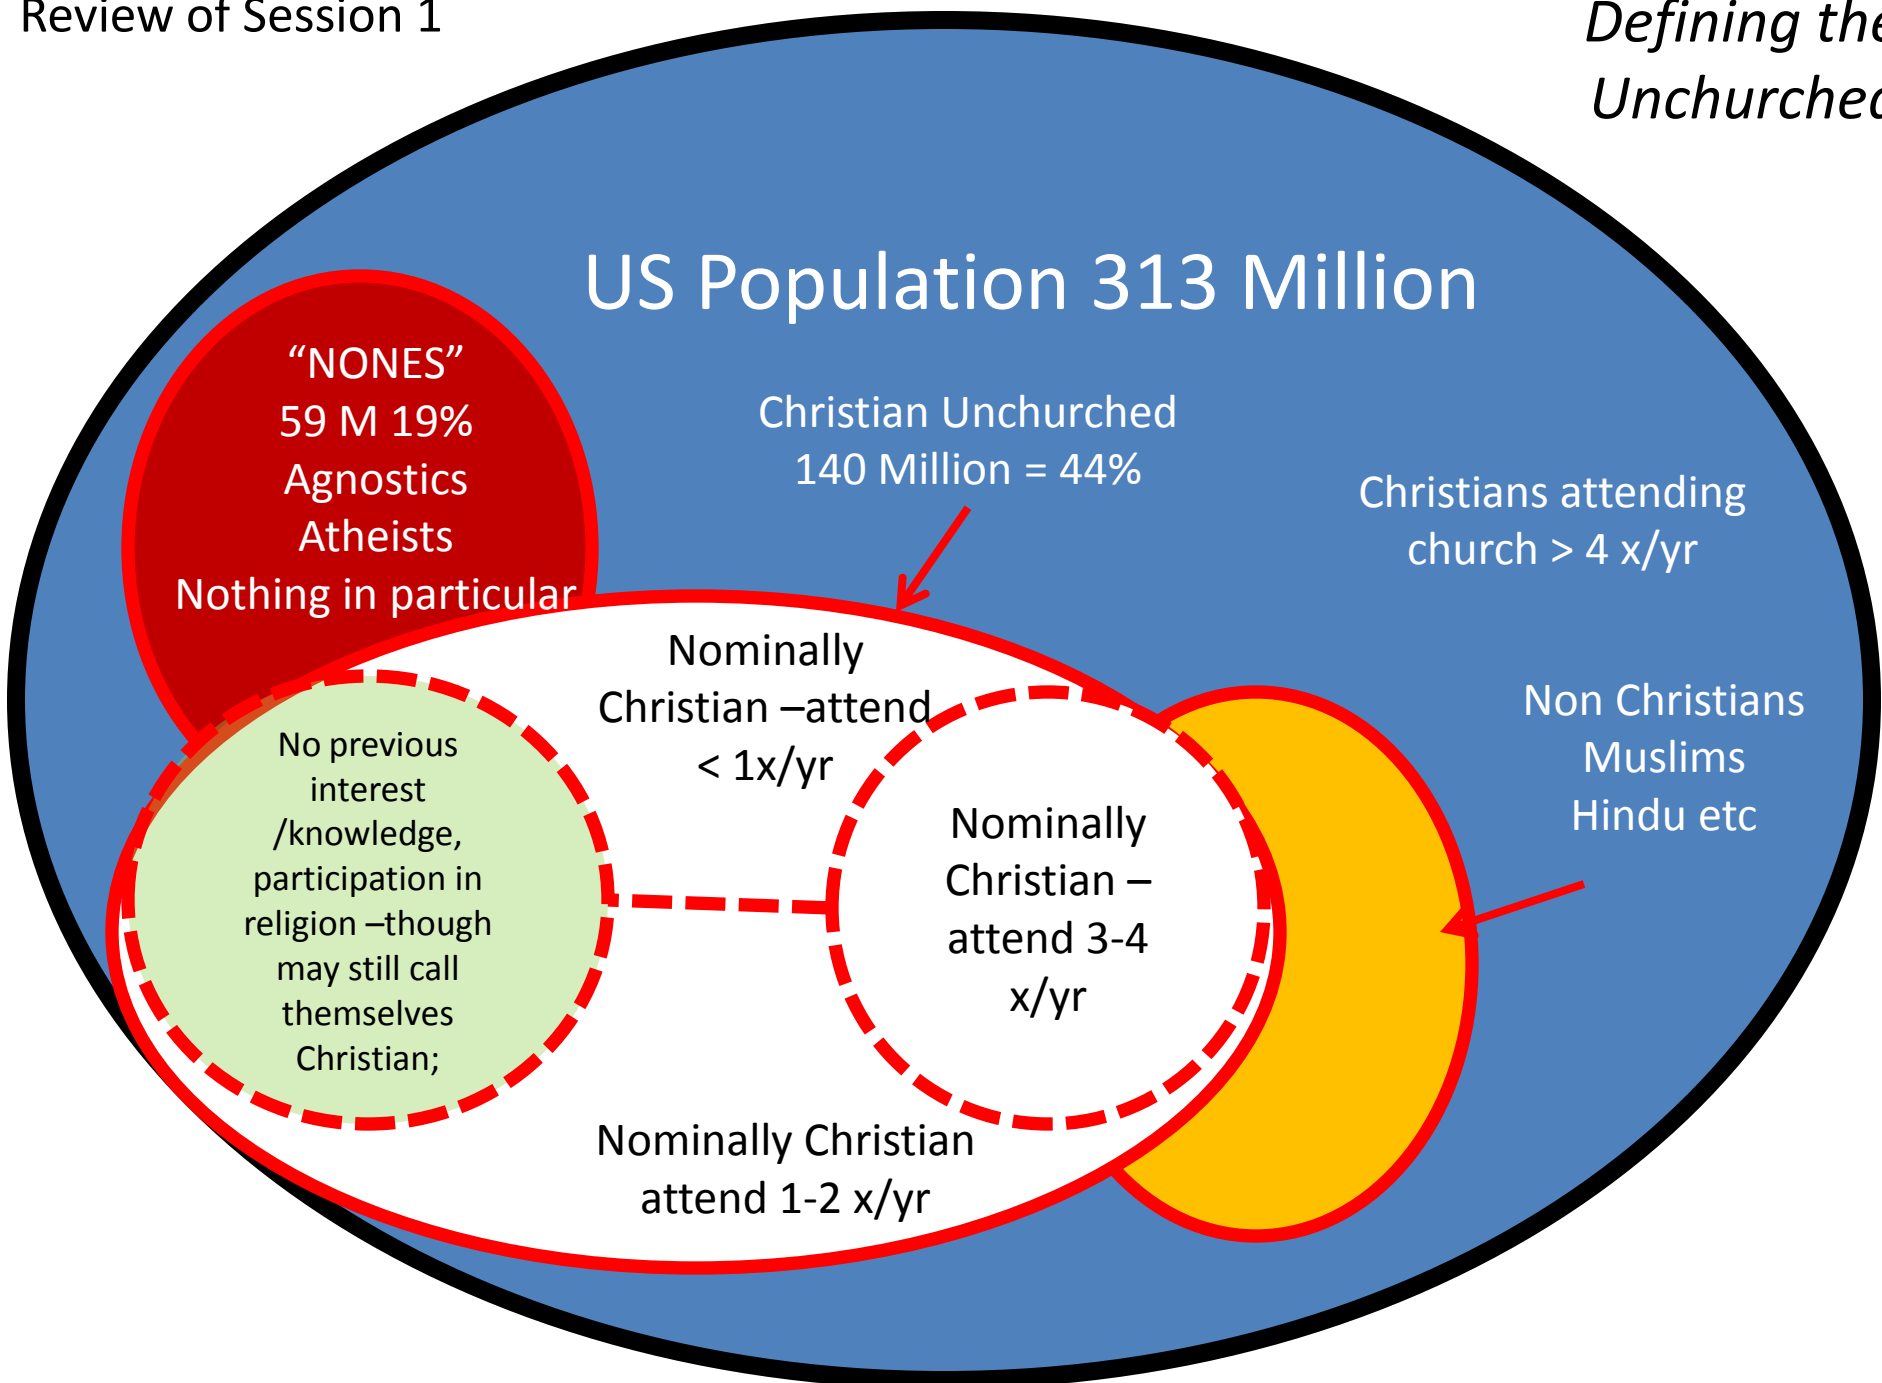 Review of Session 1
Defining the
Unchurched
US Population 313 Million
“NONES”
59 M 19%
Agnostics
Atheists
Nothing in particular
Christian Unchurched
140 Million = 44%
Christians attending
church > 4 x/yr
Nominally
Christian –attend
< 1x/yr
Non Christians
Muslims
Hindu etc
No previous
interest
/knowledge,
participation in
religion –though
may still call
themselves
Christian;
Nominally
Christian –
attend 3-4
x/yr
Nominally Christian
attend 1-2 x/yr